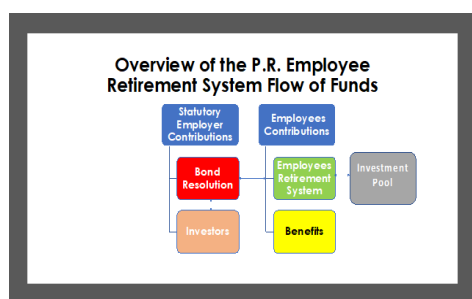 Overview of the P.R. Employee
Retirement System Flow of Funds
Statutory
Employer
Contributions
Employees
Contributions
Bond
Resolution
Employees
Retirement
System
Investment
Pool
Investors
Benefits